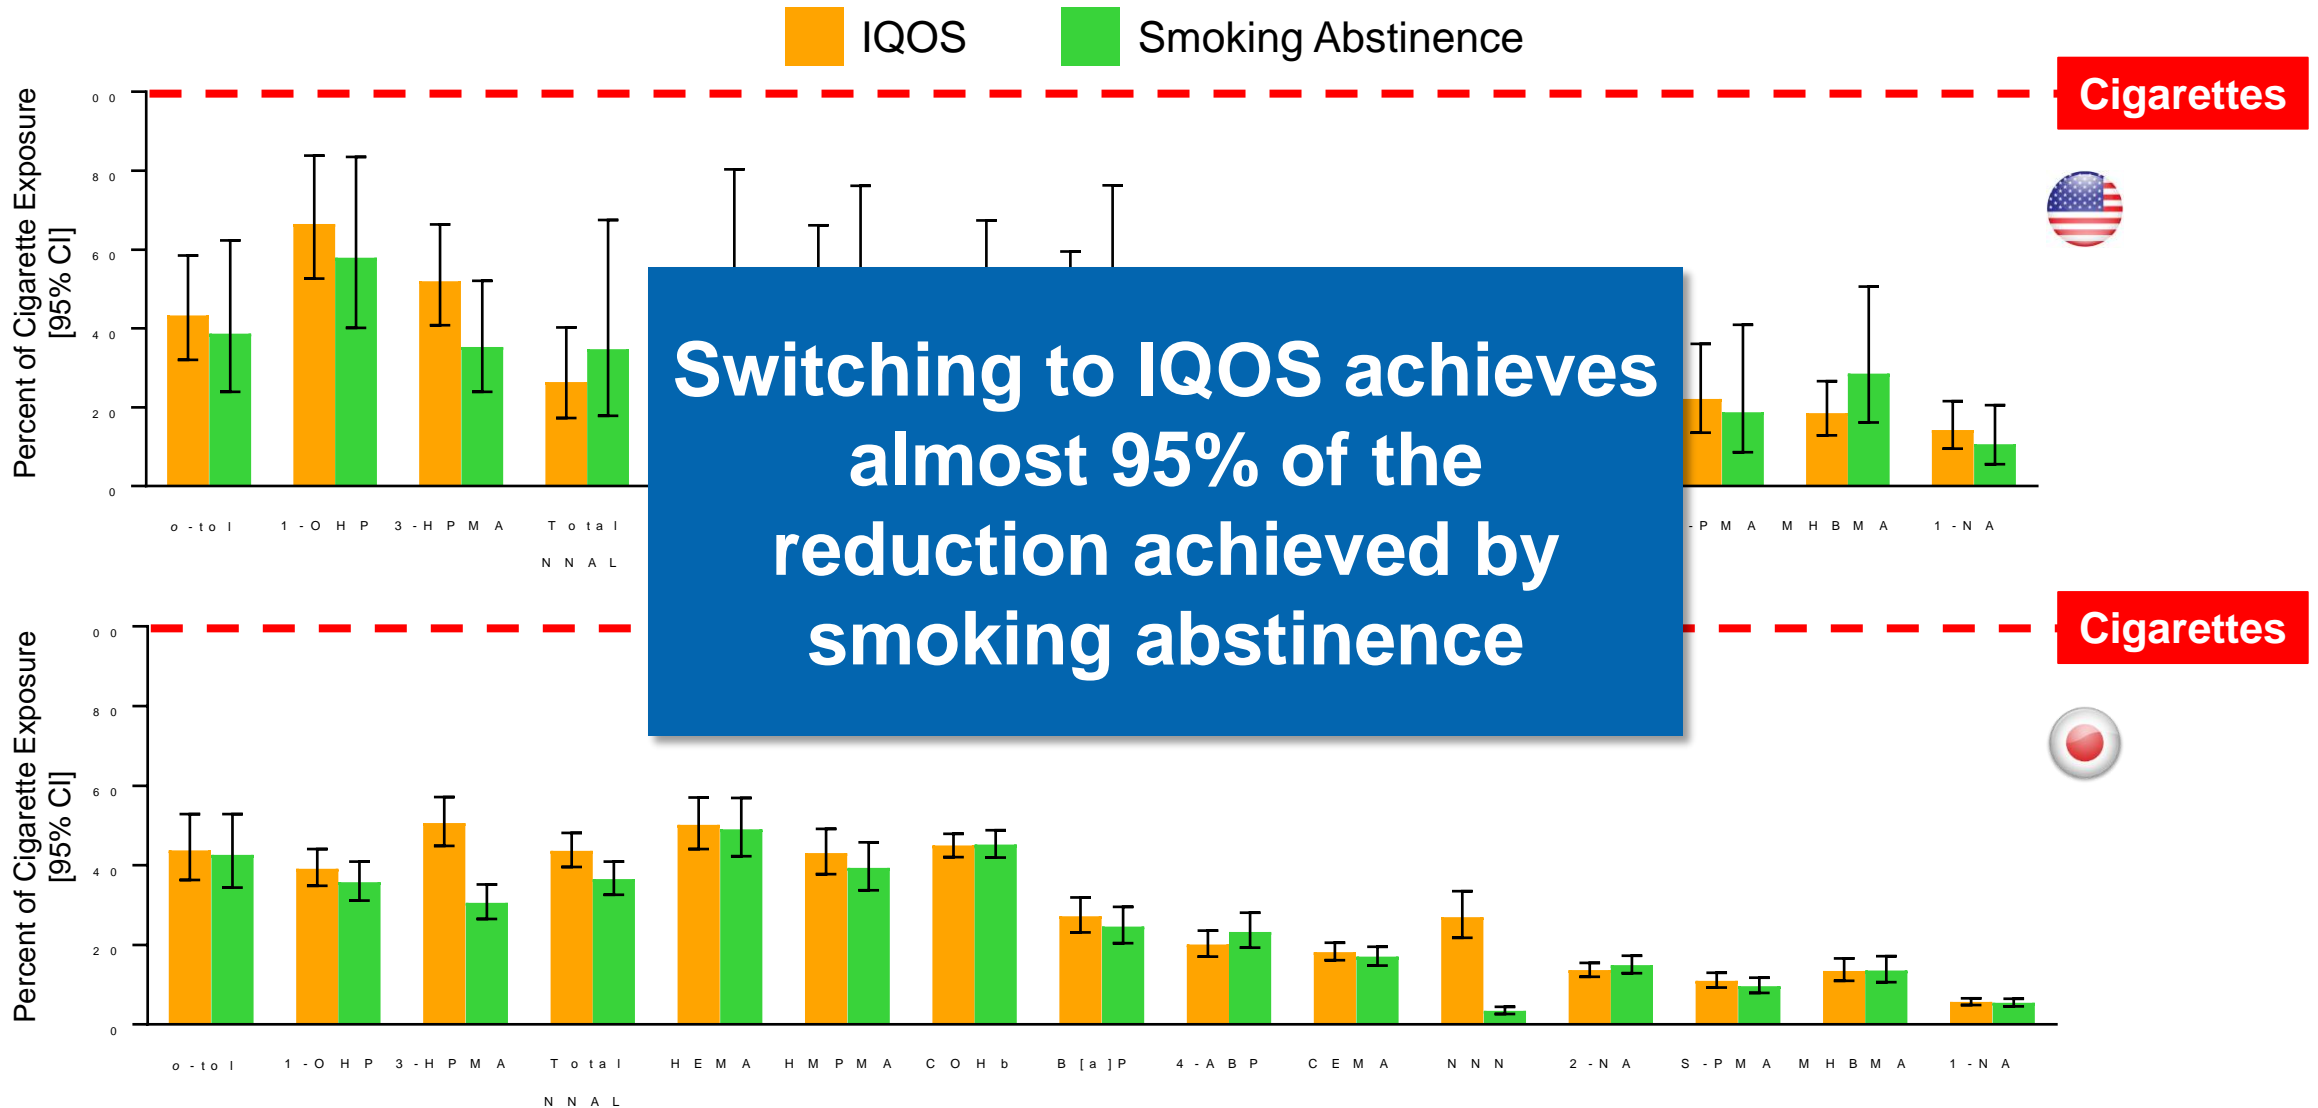 IQOS
Smoking Abstinence
Cigarettes
Percent of Cigarette Exposure
[95% CI]
00
80
60
40
20
0
o-tol
1-OHP
3-HPMA
Total
NNAL
-PMA
MHBMA
1-NA
Switching to IQOS achieves
almost 95% of the
reduction achieved by
smoking abstinence
Cigarettes
Percent of Cigarette Exposure
[95% CI]
00
80
60
40
20
0
o-tol
1-OHP
3-HPMA
Total
NNAL
HEMA
HMPMA
COHb
B[a]P
4-ABP
CEMA
NNN
2-NA
S-PMA
MHBMA
1-NA